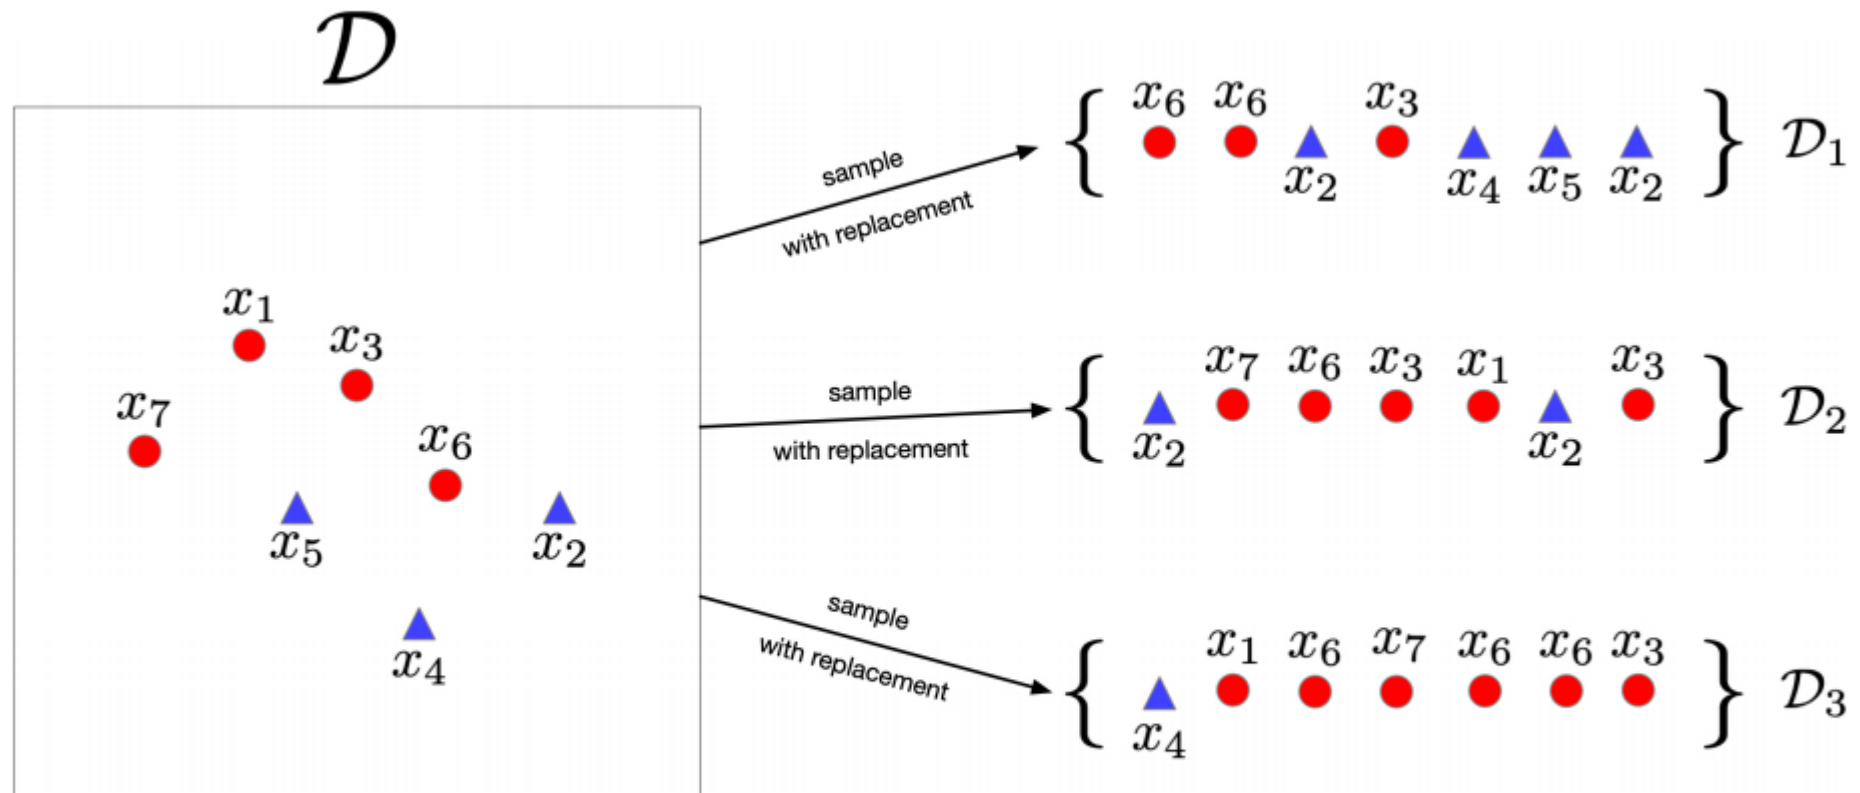 𝒟
x₁
x₃
x₇
x₆
x₅ x₂
x₄
sample
with replacement
sample
with replacement
sample
with replacement
{ x₆ x₆ x₂ x₃ x₄ x₅ x₂ } 𝒟₁
{ x₂ x₇ x₆ x₃ x₁ x₂ x₃ } 𝒟₂
{ x₄ x₁ x₆ x₇ x₆ x₆ x₃ } 𝒟₃